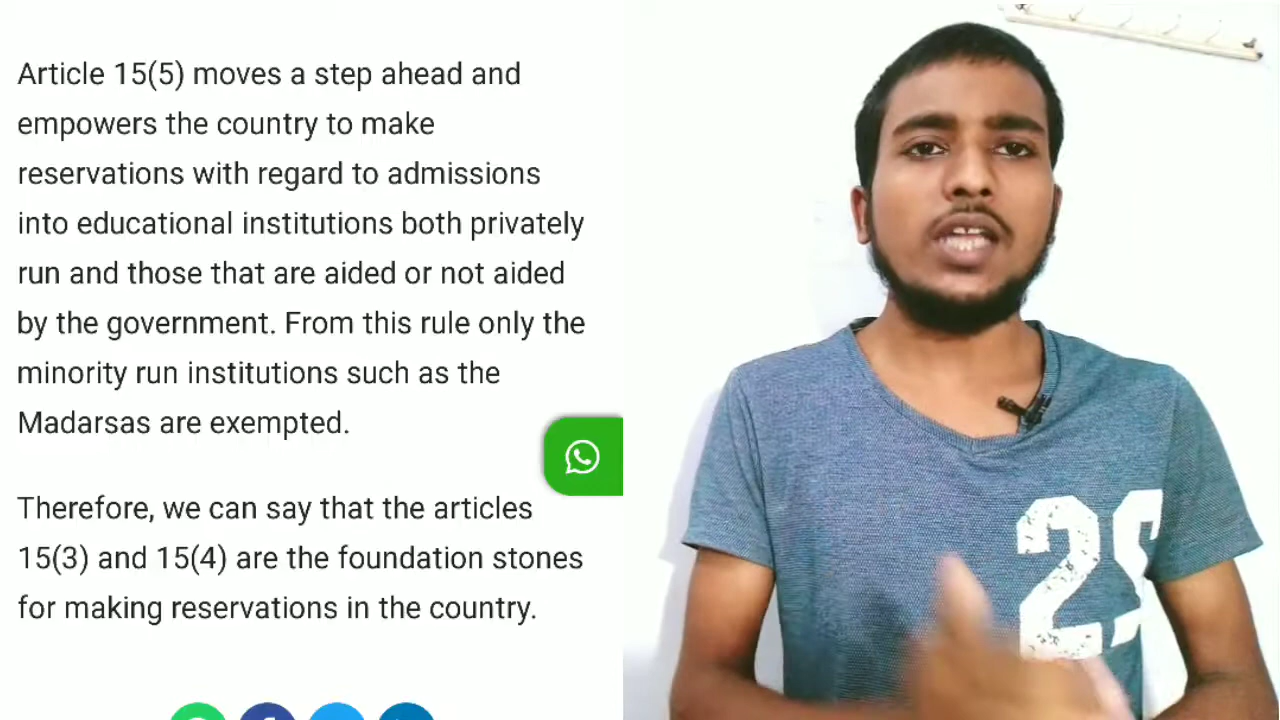 Article 15(5) moves a step ahead and
empowers the country to make
reservations with regard to admissions
into educational institutions both privately
run and those that are aided or not aided
by the government. From this rule only the
minority run institutions such as the
Madarsas are exempted.
Therefore, we can say that the articles
15(3) and 15(4) are the foundation stones
for making reservations in the country.
25